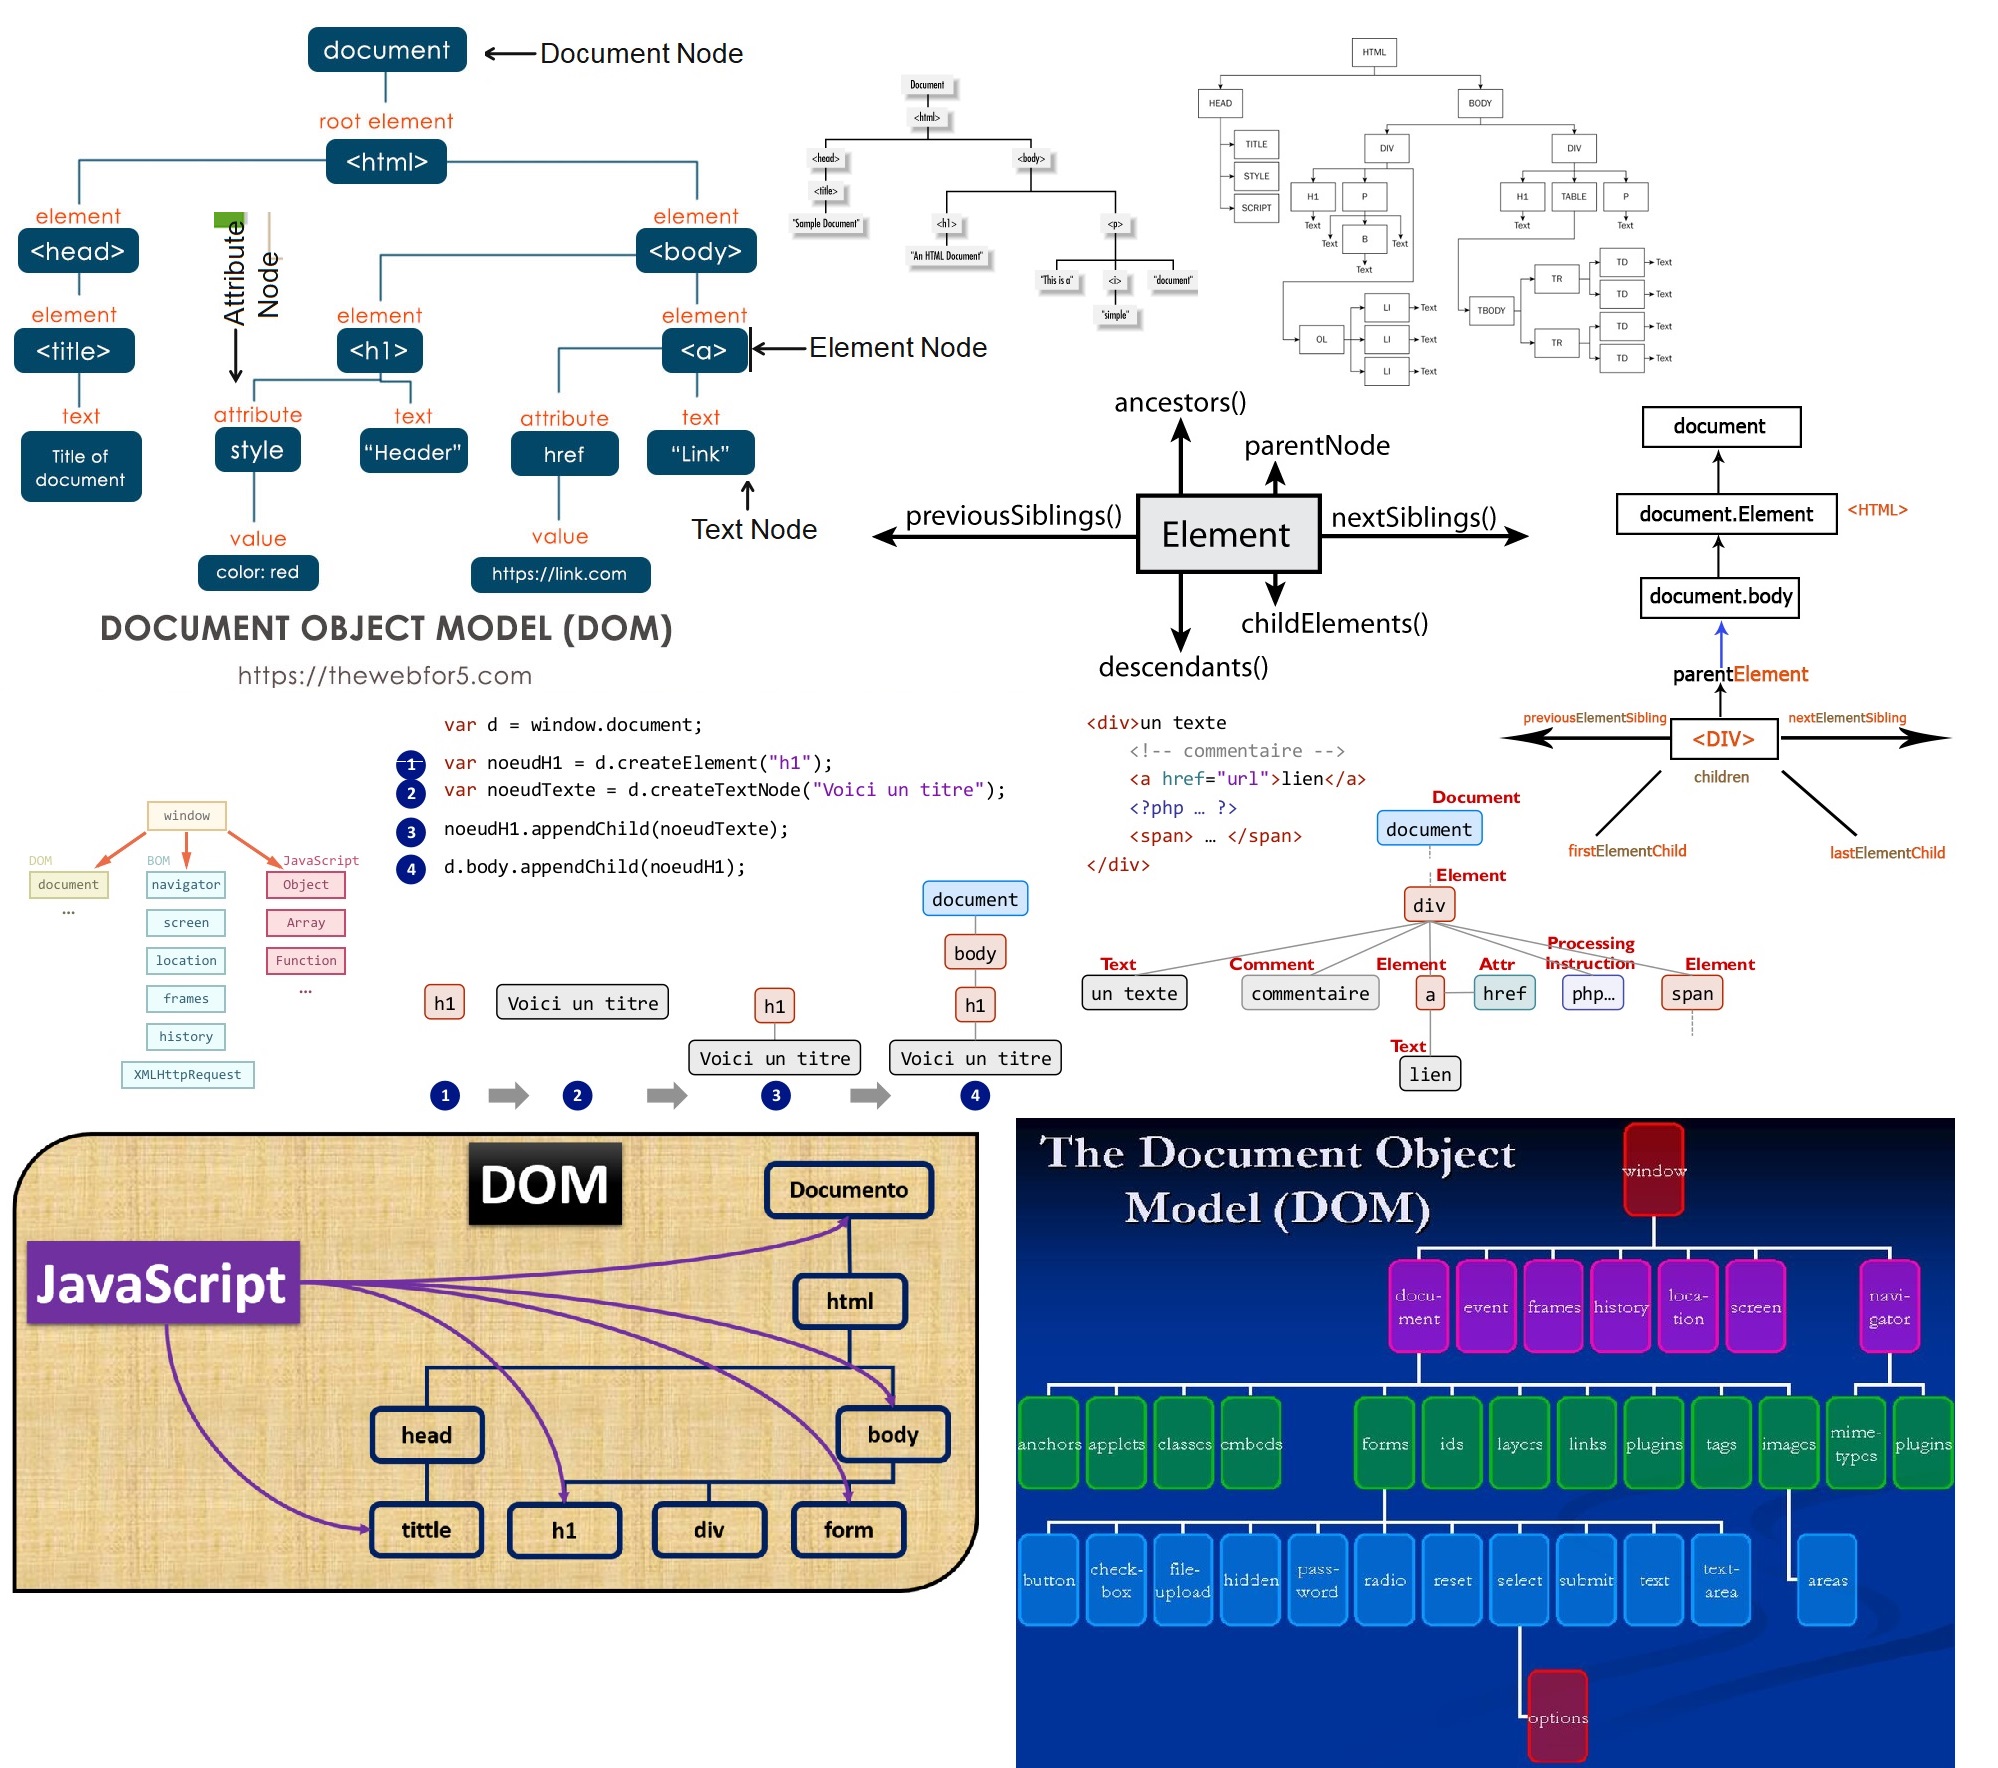 document
Document Node
root element
<html>
element
<head>
element
<body>
Attribute
Node
element
<title>
element
<h1>
element
<a>
Element Node
text
Title of
document
attribute
style
text
“Header”
attribute
href
text
“Link”
Text Node
value
color: red
value
https://link.com
DOCUMENT OBJECT MODEL (DOM)
https://thewebfor5.com
Document
<html>
<head>
<body>
<title>
"Sample Document"
<h1>
<p>
"An HTML Document"
"This is a"
<i>
"document"
"simple"
HTML
HEAD
BODY
TITLE
STYLE
SCRIPT
DIV
DIV
H1
P
H1
TABLE
P
Text
Text
B
Text
Text
Text
Text
OL
LI
Text
LI
Text
LI
Text
TBODY
TR
TR
TD
Text
TD
Text
TD
Text
TD
Text
ancestors()
parentNode
previousSiblings()
Element
nextSiblings()
childElements()
descendants()
document
document.Element
<HTML>
document.body
parentElement
previousElementSibling
nextElementSibling
<DIV>
children
firstElementChild
lastElementChild
window
DOM
BOM
JavaScript
document
...
navigator
screen
location
frames
history
XMLHttpRequest
Object
Array
Function
...
var d = window.document;
1 var noeudH1 = d.createElement("h1");
2 var noeudTexte = d.createTextNode("Voici un titre");
3 noeudH1.appendChild(noeudTexte);
4 d.body.appendChild(noeudH1);
h1
Voici un titre
h1
Voici un titre
document
body
h1
Voici un titre
1
2
3
4
<div>un texte
<!-- commentaire -->
<a href="url">lien</a>
<?php … ?>
<span> … </span>
</div>
Document
document
Element
div
Text
un texte
Comment
commentaire
Element
a
Attr
href
Processing
Instruction
php…
Element
span
Text
lien
DOM
JavaScript
Documento
html
head
body
tittle
h1
div
form
The Document Object
Model (DOM)
window
docu-
ment
event
frames
history
loca-
tion
screen
navi-
gator
anchors
applets
classes
embeds
forms
ids
layers
links
plugins
tags
images
mime-
types
plugins
button
check-
box
file-
upload
hidden
pass-
word
radio
reset
select
submit
text
text-
area
areas
options